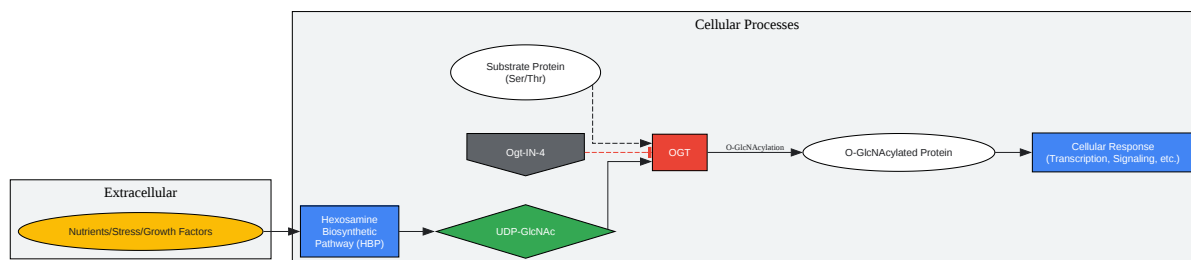 Cellular Processes
Substrate Protein
(Ser/Thr)
Ogt-IN-4
OGT
O-GlcNAcylation
O-GlcNAcylated Protein
Cellular Response
(Transcription, Signaling, etc.)
Extracellular
Nutrients/Stress/Growth Factors
Hexosamine
Biosynthetic
Pathway (HBP)
UDP-GlcNAc